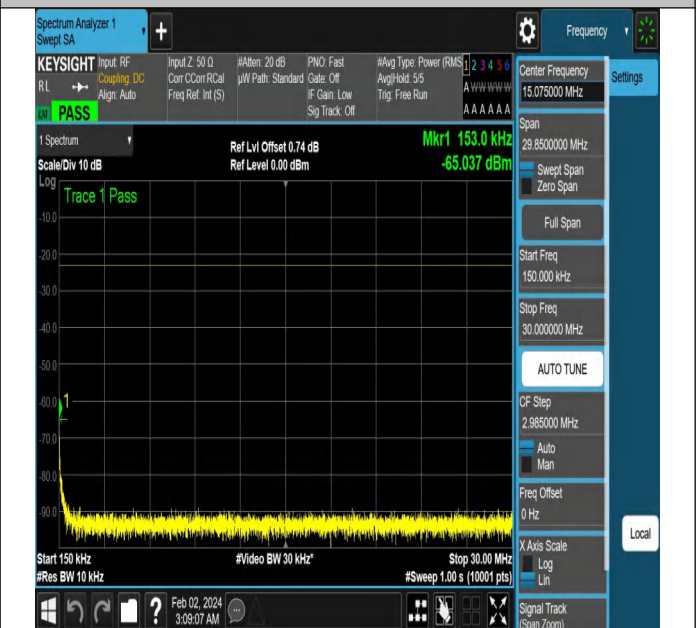 Spectrum Analyzer 1
Swept SA
Frequency
KEYSIGHT
RL
PASS
Input: RF
Coupling: DC
Align: Auto
Input Z: 50 Ω
Corr CCorr RCal
Freq Ref: Int (S)
#Atten: 20 dB
µW Path: Standard
PNO: Fast
Gate: Off
IF Gain: Low
Sig Track: Off
#Avg Type: Power (RMS
Avg|Hold: 5/5
Trig: Free Run
1 2 3 4 5 6
A W W W W W
A A A A A A
1 Spectrum
Scale/Div 10 dB
Ref Lvl Offset 0.74 dB
Ref Level 0.00 dBm
Mkr1 153.0 kHz
-65.037 dBm
Log
Trace 1 Pass
-10.0
-20.0
-30.0
-40.0
-50.0
-60.0
1
-70.0
-80.0
-90.0
Start 150 kHz
#Res BW 10 kHz
#Video BW 30 kHz*
Stop 30.00 MHz
#Sweep 1.00 s (10001 pts)
?
Feb 02, 2024
3:09:07 AM
Center Frequency
15.075000 MHz
Settings
Span
29.8500000 MHz
Swept Span
Zero Span
Full Span
Start Freq
150.000 kHz
Stop Freq
30.000000 MHz
AUTO TUNE
CF Step
2.985000 MHz
Auto
Man
Freq Offset
0 Hz
Local
X Axis Scale
Log
Lin
Signal Track
(Span Zoom)